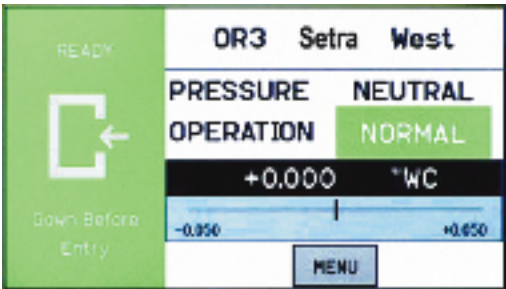 READY
Gown Before
Entry
OR3 Setra West
PRESSURE NEUTRAL
OPERATION NORMAL
+0.000 "WC
-0.050 +0.050
MENU